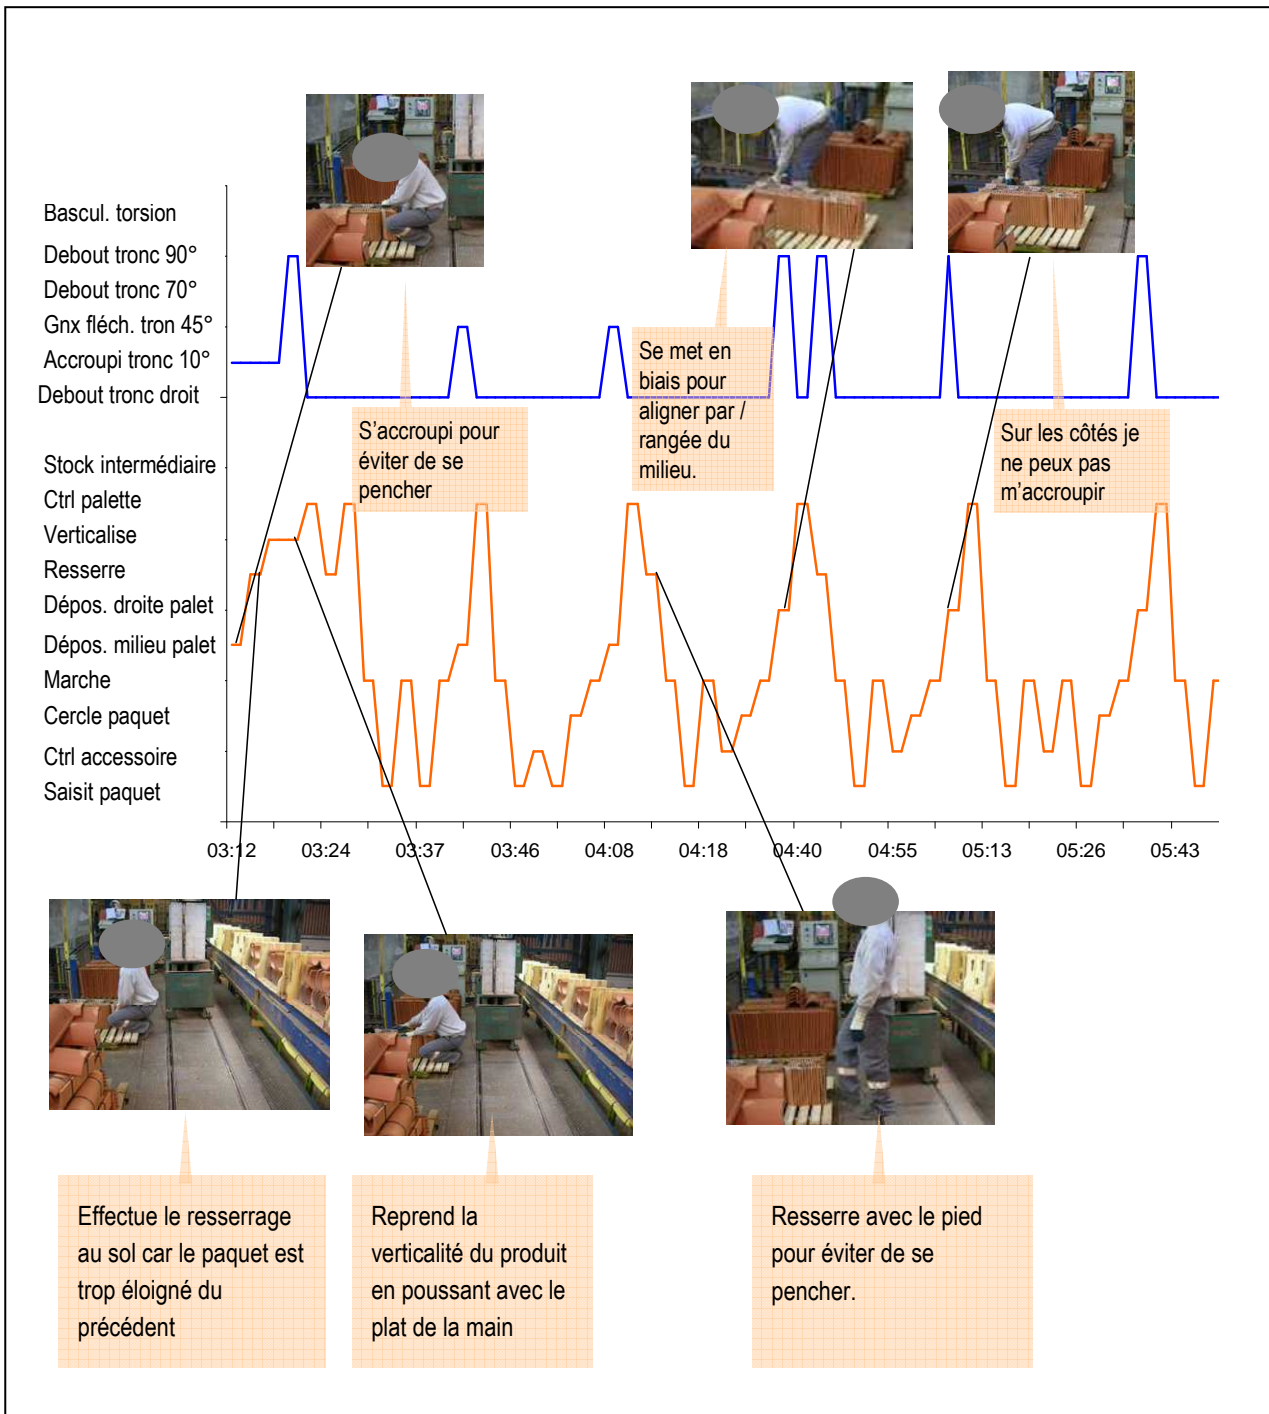 Bascul. torsion
Debout tronc 90°
Debout tronc 70°
Gnx fléch. tron 45°
Accroupi tronc 10°
Debout tronc droit
S'accroupi pour
éviter de se
pencher
Se met en
biais pour
aligner par /
rangée du
milieu.
Sur les côtés je
ne peux pas
m'accroupir
Stock intermédiaire
Ctrl palette
Verticalise
Resserre
Dépos. droite palet
Dépos. milieu palet
Marche
Cercle paquet
Ctrl accessoire
Saisit paquet
03:12 03:24 03:37 03:46 04:08 04:18 04:40 04:55 05:13 05:26 05:43
Effectue le resserrage
au sol car le paquet est
trop éloigné du
précédent
Reprend la
verticalité du produit
en poussant avec le
plat de la main
Resserre avec le pied
pour éviter de se
pencher.